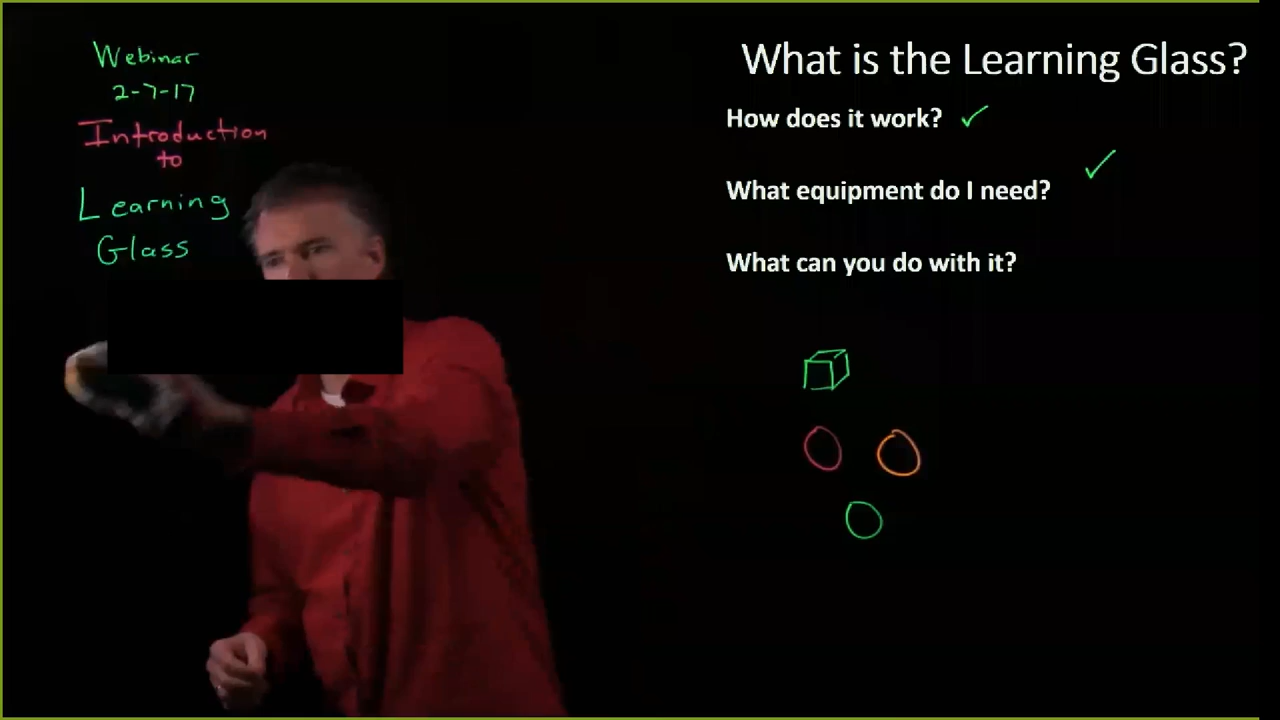 Webinar
2-7-17
Introduction
to
Learning
Glass
What is the Learning Glass?
How does it work? ✓
What equipment do I need? ✓
What can you do with it?